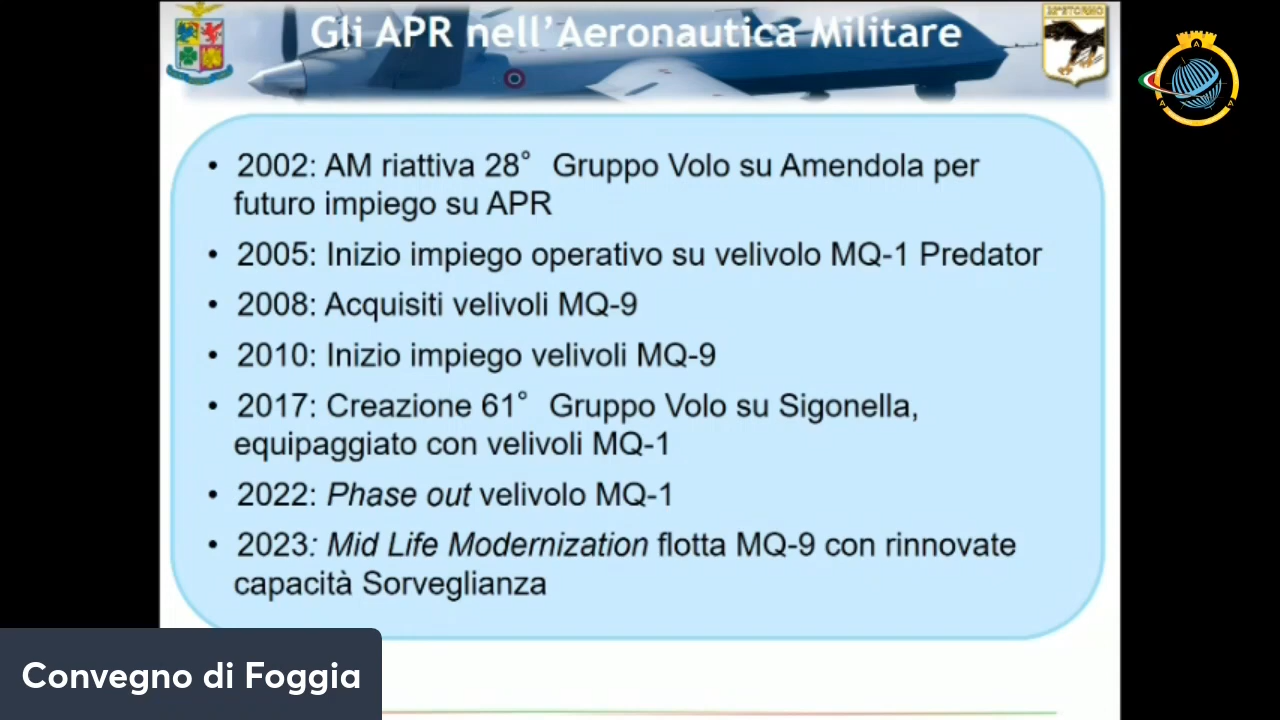 Gli APR nell'Aeronautica Militare
32°STORMO
• 2002: AM riattiva 28° Gruppo Volo su Amendola per
futuro impiego su APR
• 2005: Inizio impiego operativo su velivolo MQ-1 Predator
• 2008: Acquisiti velivoli MQ-9
• 2010: Inizio impiego velivoli MQ-9
• 2017: Creazione 61° Gruppo Volo su Sigonella,
equipaggiato con velivoli MQ-1
• 2022: Phase out velivolo MQ-1
• 2023: Mid Life Modernization flotta MQ-9 con rinnovate
capacità Sorveglianza
Convegno di Foggia